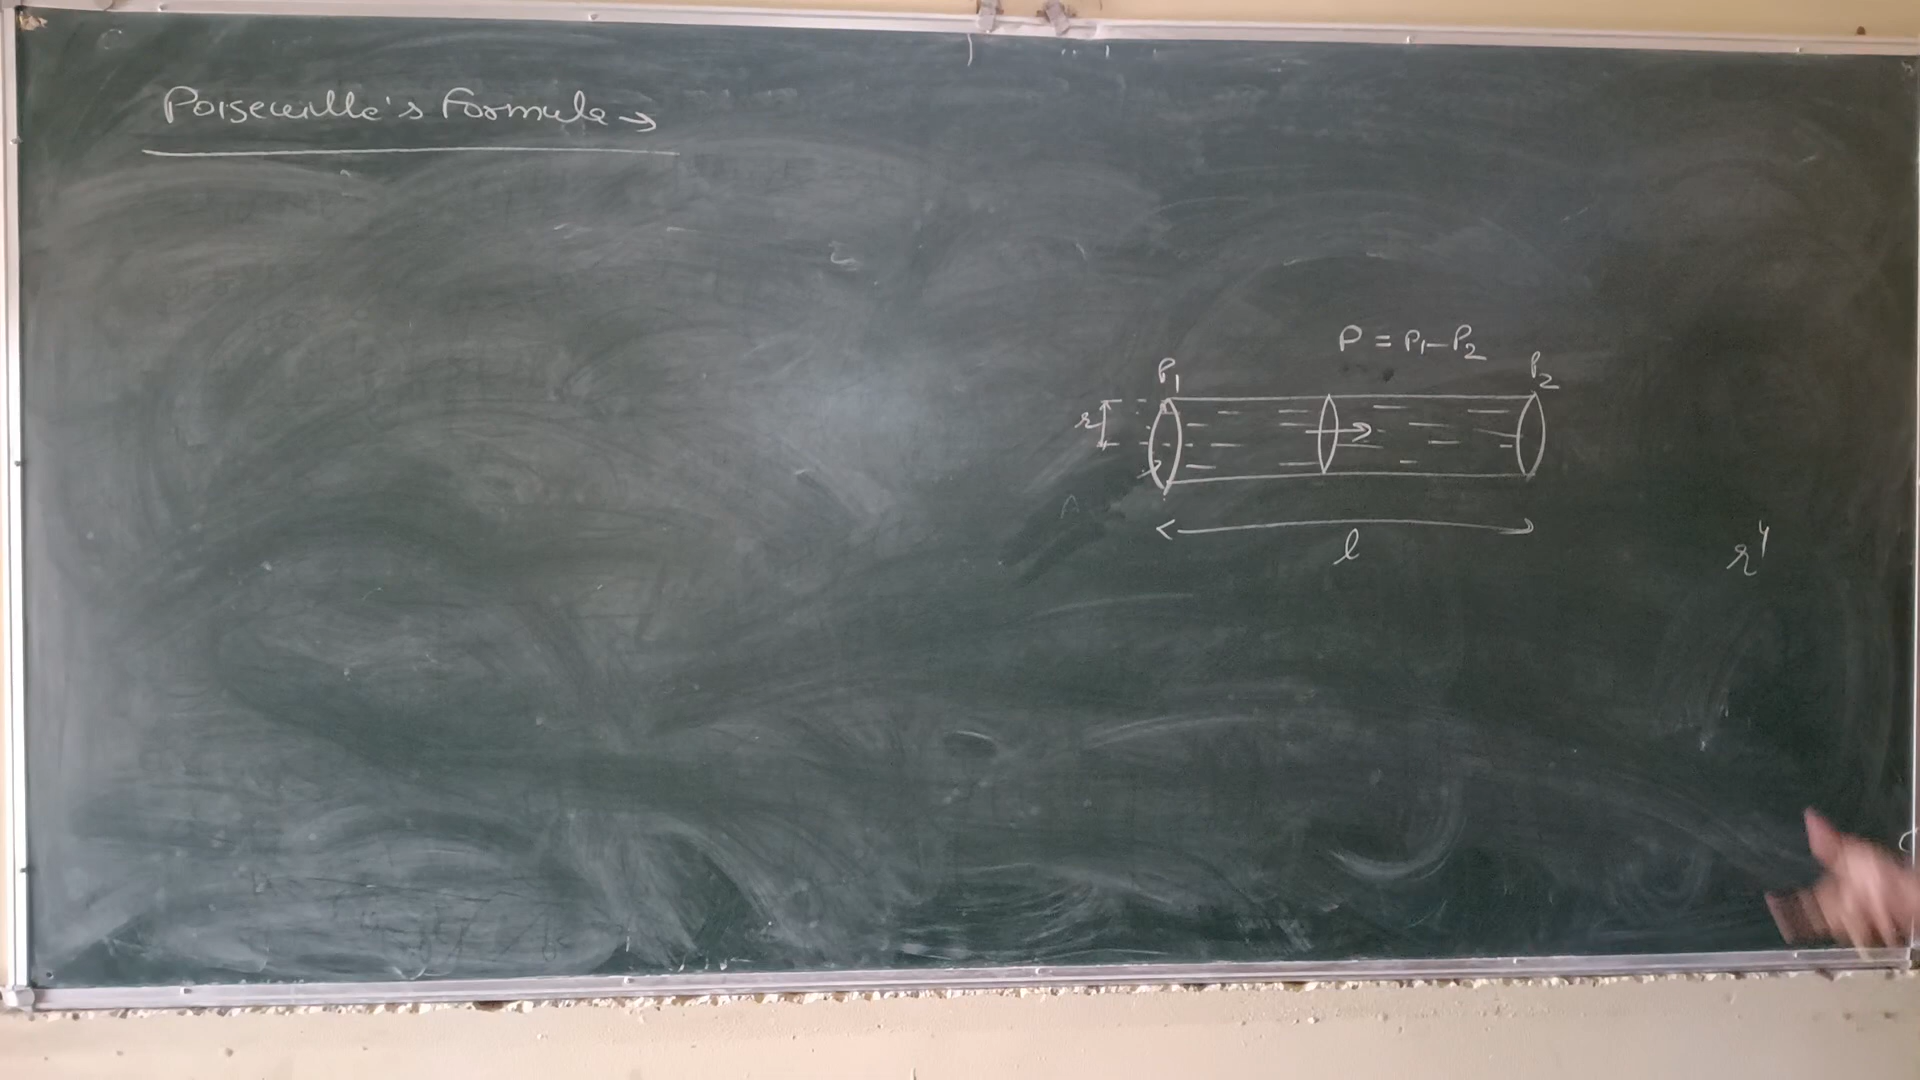 Poiseuille's Formula →
P = P₁–P₂
P₁
P₂
r
l
r⁴